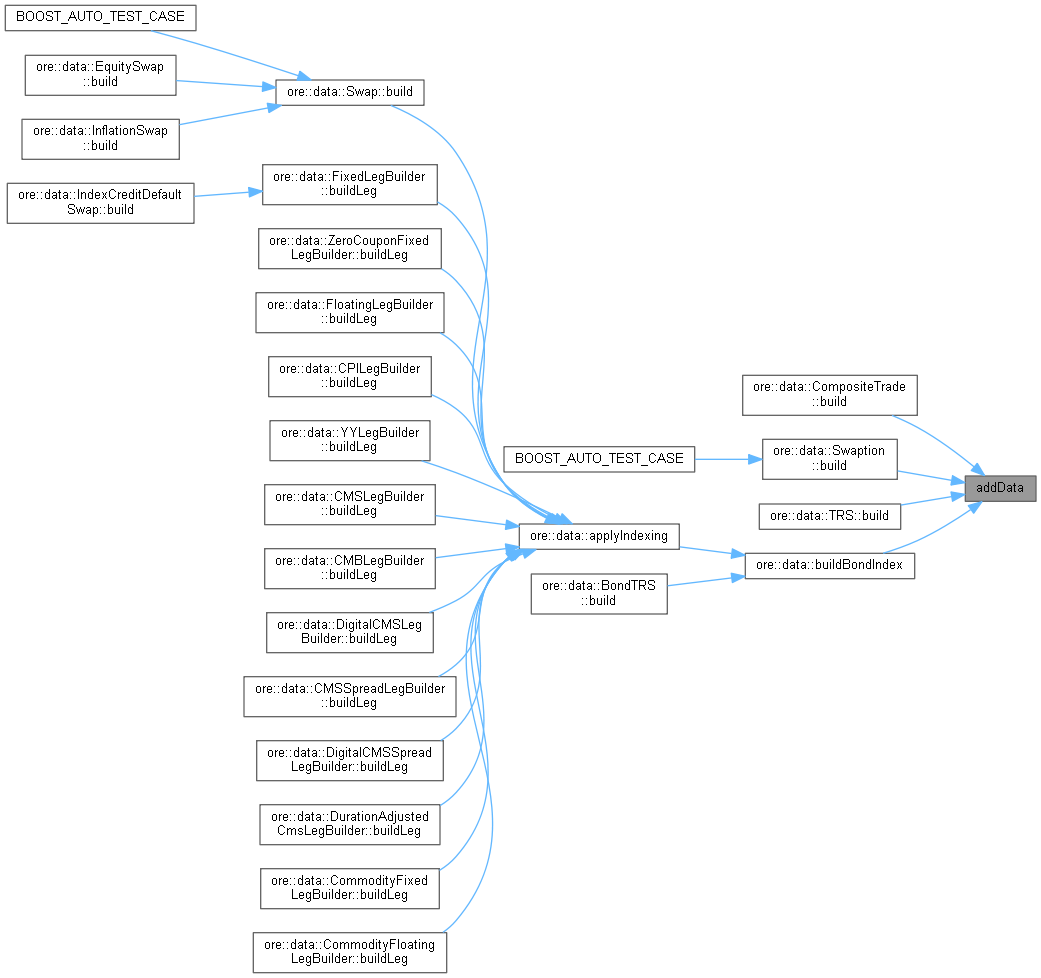 BOOST_AUTO_TEST_CASE
ore::data::EquitySwap
::build
ore::data::Swap::build
ore::data::InflationSwap
::build
ore::data::FixedLegBuilder
::buildLeg
ore::data::IndexCreditDefault
Swap::build
ore::data::ZeroCouponFixed
LegBuilder::buildLeg
ore::data::FloatingLegBuilder
::buildLeg
ore::data::CPILegBuilder
::buildLeg
ore::data::YYLegBuilder
::buildLeg
ore::data::CMSLegBuilder
::buildLeg
ore::data::CMBLegBuilder
::buildLeg
ore::data::DigitalCMSLeg
Builder::buildLeg
ore::data::CMSSpreadLegBuilder
::buildLeg
ore::data::DigitalCMSSpread
LegBuilder::buildLeg
ore::data::DurationAdjusted
CmsLegBuilder::buildLeg
ore::data::CommodityFixed
LegBuilder::buildLeg
ore::data::CommodityFloating
LegBuilder::buildLeg
BOOST_AUTO_TEST_CASE
ore::data::applyIndexing
ore::data::BondTRS
::build
ore::data::CompositeTrade
::build
ore::data::Swaption
::build
ore::data::TRS::build
ore::data::buildBondIndex
addData